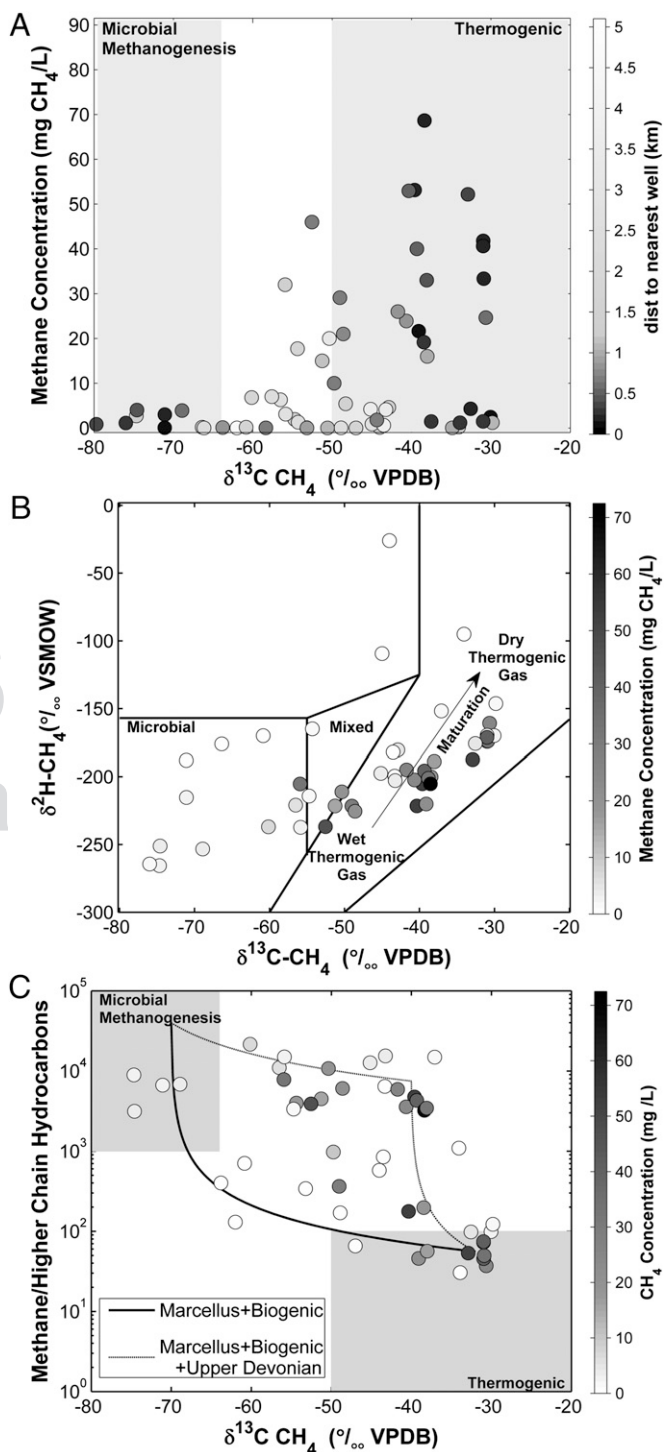 A
Microbial
Methanogenesis
Thermogenic
Methane Concentration (mg CH4/L)
90
80
70
60
50
40
30
20
10
0
-80 -70 -60 -50 -40 -30 -20
δ13C CH4 (°/oo VPDB)
5
4.5
4
3.5
3
2.5
2
1.5
1
0.5
0
dist to nearest well (km)
B
δ2H-CH4(°/oo VSMOW)
0
-50
-100
-150
-200
-250
-300
Microbial
Mixed
Dry
Thermogenic
Gas
Maturation
Wet
Thermogenic
Gas
-80 -70 -60 -50 -40 -30 -20
δ13C-CH4 (°/oo VPDB)
70
60
50
40
30
20
10
0
Methane Concentration (mg CH4/L)
C
Methane/Higher Chain Hydrocarbons
10^5
10^4
10^3
10^2
10^1
10^0
Microbial
Methanogenesis
Marcellus+Biogenic
Marcellus+Biogenic
+Upper Devonian
Thermogenic
-80 -70 -60 -50 -40 -30 -20
δ13C CH4 (°/oo VPDB)
70
60
50
40
30
20
10
0
CH4 Concentration (mg /L)